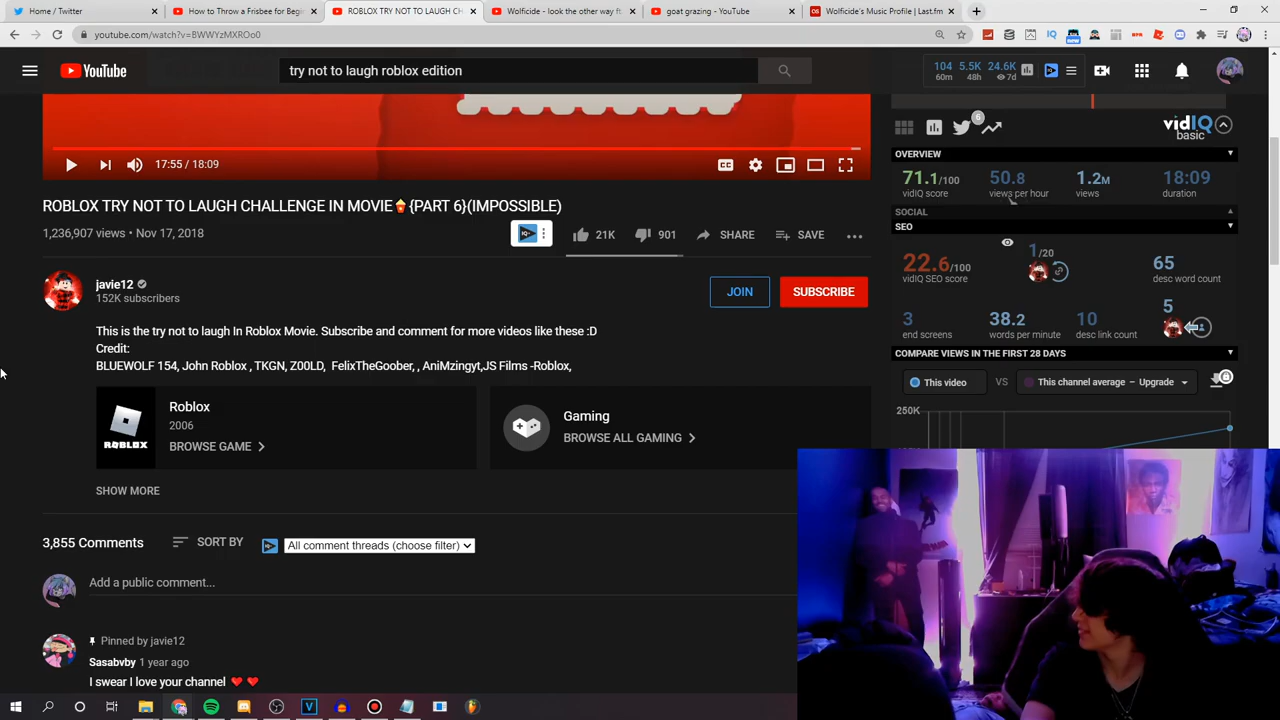 Home / Twitter
How to Throw a Frisbee for Begin
ROBLOX TRY NOT TO LAUGH CH
Wolficide - look the other way ft
goat grazing - YouTube
Wolficide's Music Profile | Last.fm
youtube.com/watch?v=BWWYzMXROo0
YouTube
try not to laugh roblox edition
104 5.5K 24.6K
60m 48h 7d
17:55 / 18:09
CC
6
vidIQ
basic
OVERVIEW
71.1/100 50.8 1.2M 18:09
vidIQ score views per hour views duration
SOCIAL
SEO
22.6/100 1/20 65
vidIQ SEO score desc word count
3 38.2 10 5
end screens words per minute desc link count
COMPARE VIEWS IN THE FIRST 28 DAYS
This video VS This channel average – Upgrade
250K
ROBLOX TRY NOT TO LAUGH CHALLENGE IN MOVIE🍿{PART 6}(IMPOSSIBLE)
1,236,907 views • Nov 17, 2018
21K 901 SHARE SAVE
javie12
152K subscribers
JOIN SUBSCRIBE
This is the try not to laugh In Roblox Movie. Subscribe and comment for more videos like these :D
Credit:
BLUEWOLF 154, John Roblox , TKGN, Z00LD, FelixTheGoober, , AniMzingyt,JS Films -Roblox,
ROBLOX
Roblox
2006
BROWSE GAME
Gaming
BROWSE ALL GAMING
SHOW MORE
3,855 Comments SORT BY All comment threads (choose filter)
Add a public comment...
Pinned by javie12
Sasabvby 1 year ago
I swear I love your channel ❤️ ❤️